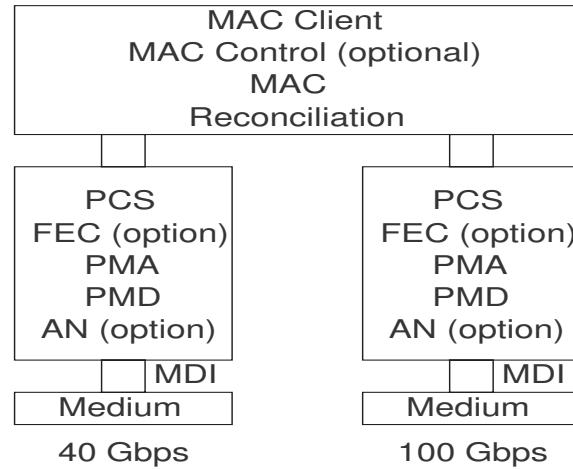 MAC Client
MAC Control (optional)
MAC
Reconciliation
PCS
FEC (option)
PMA
PMD
AN (option)
MDI
Medium
40 Gbps
PCS
FEC (option)
PMA
PMD
AN (option)
MDI
Medium
100 Gbps